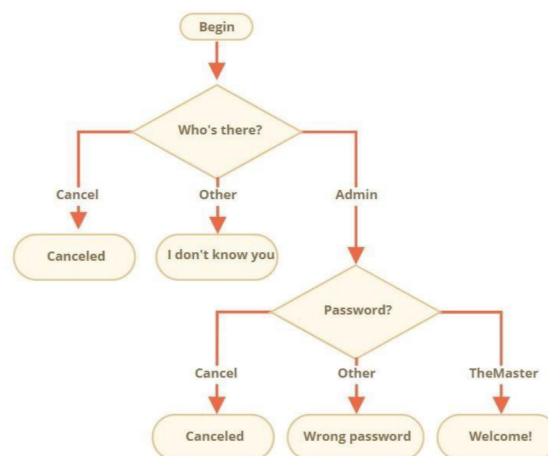 Begin
Who's there?
Cancel
Other
Admin
Canceled
I don't know you
Password?
Cancel
Other
TheMaster
Canceled
Wrong password
Welcome!